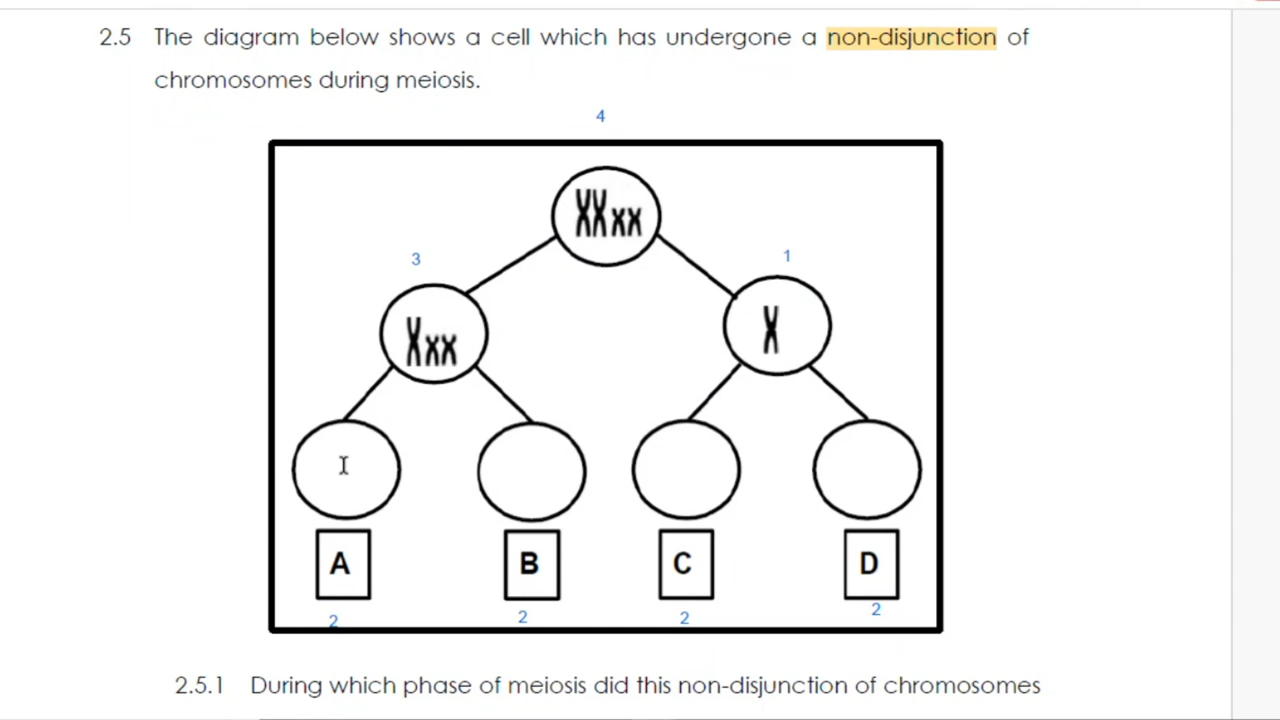 2.5 The diagram below shows a cell which has undergone a non-disjunction of
chromosomes during meiosis.
4
3
1
A
B
C
D
2
2
2
2
2.5.1 During which phase of meiosis did this non-disjunction of chromosomes